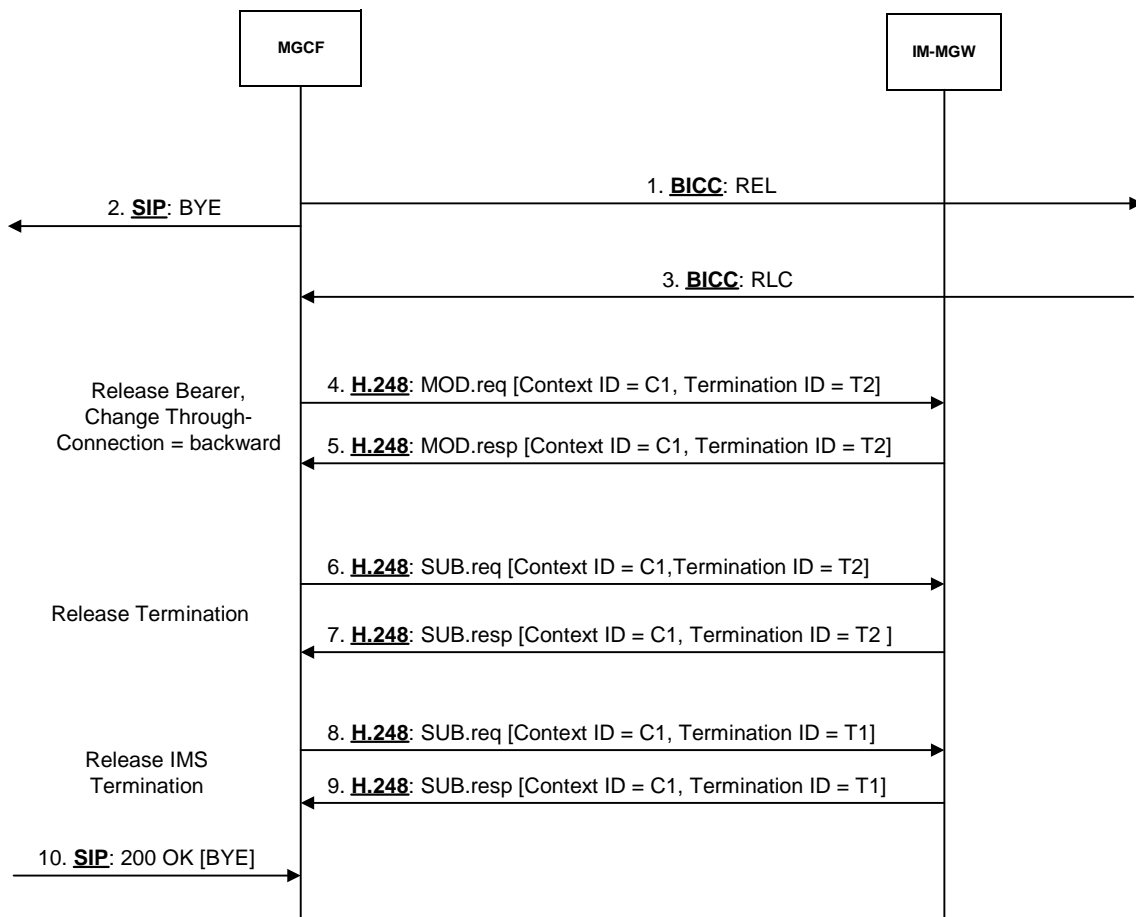 MGCF
IM-MGW
1. BICC: REL
2. SIP: BYE
3. BICC: RLC
Release Bearer,
Change Through-
Connection = backward
4. H.248: MOD.req [Context ID = C1, Termination ID = T2]
5. H.248: MOD.resp [Context ID = C1, Termination ID = T2]
Release Termination
6. H.248: SUB.req [Context ID = C1,Termination ID = T2]
7. H.248: SUB.resp [Context ID = C1, Termination ID = T2 ]
Release IMS
Termination
8. H.248: SUB.req [Context ID = C1, Termination ID = T1]
9. H.248: SUB.resp [Context ID = C1, Termination ID = T1]
10. SIP: 200 OK [BYE]